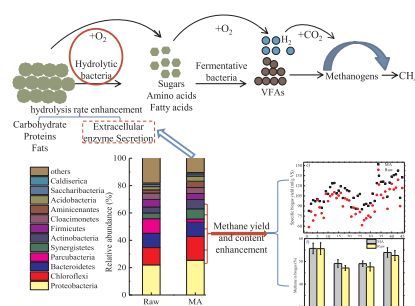 +O2
+O2
H2
+CO2
Hydrolytic
bacteria
Sugars
Amino acids
Fatty acids
Fermentative
bacteria
VFAs
Methanogens
CH
hydrolysis rate enhancement
Carbohydrate
Proteins
Fats
Extracellular
enzyme Secretion
Relative abundance (%)
100
80
60
40
20
0
others
Caldiserica
Saccharibacteria
Acidobacteria
Aminicenantes
Cloacimonetes
Firmicutes
Actinobacteria
Synergistetes
Parcubacteria
Bacteroidetes
Chloroflexi
Proteobacteria
Raw
MA
Methane yield
and content
enhancement
MA
Raw
MA
Raw